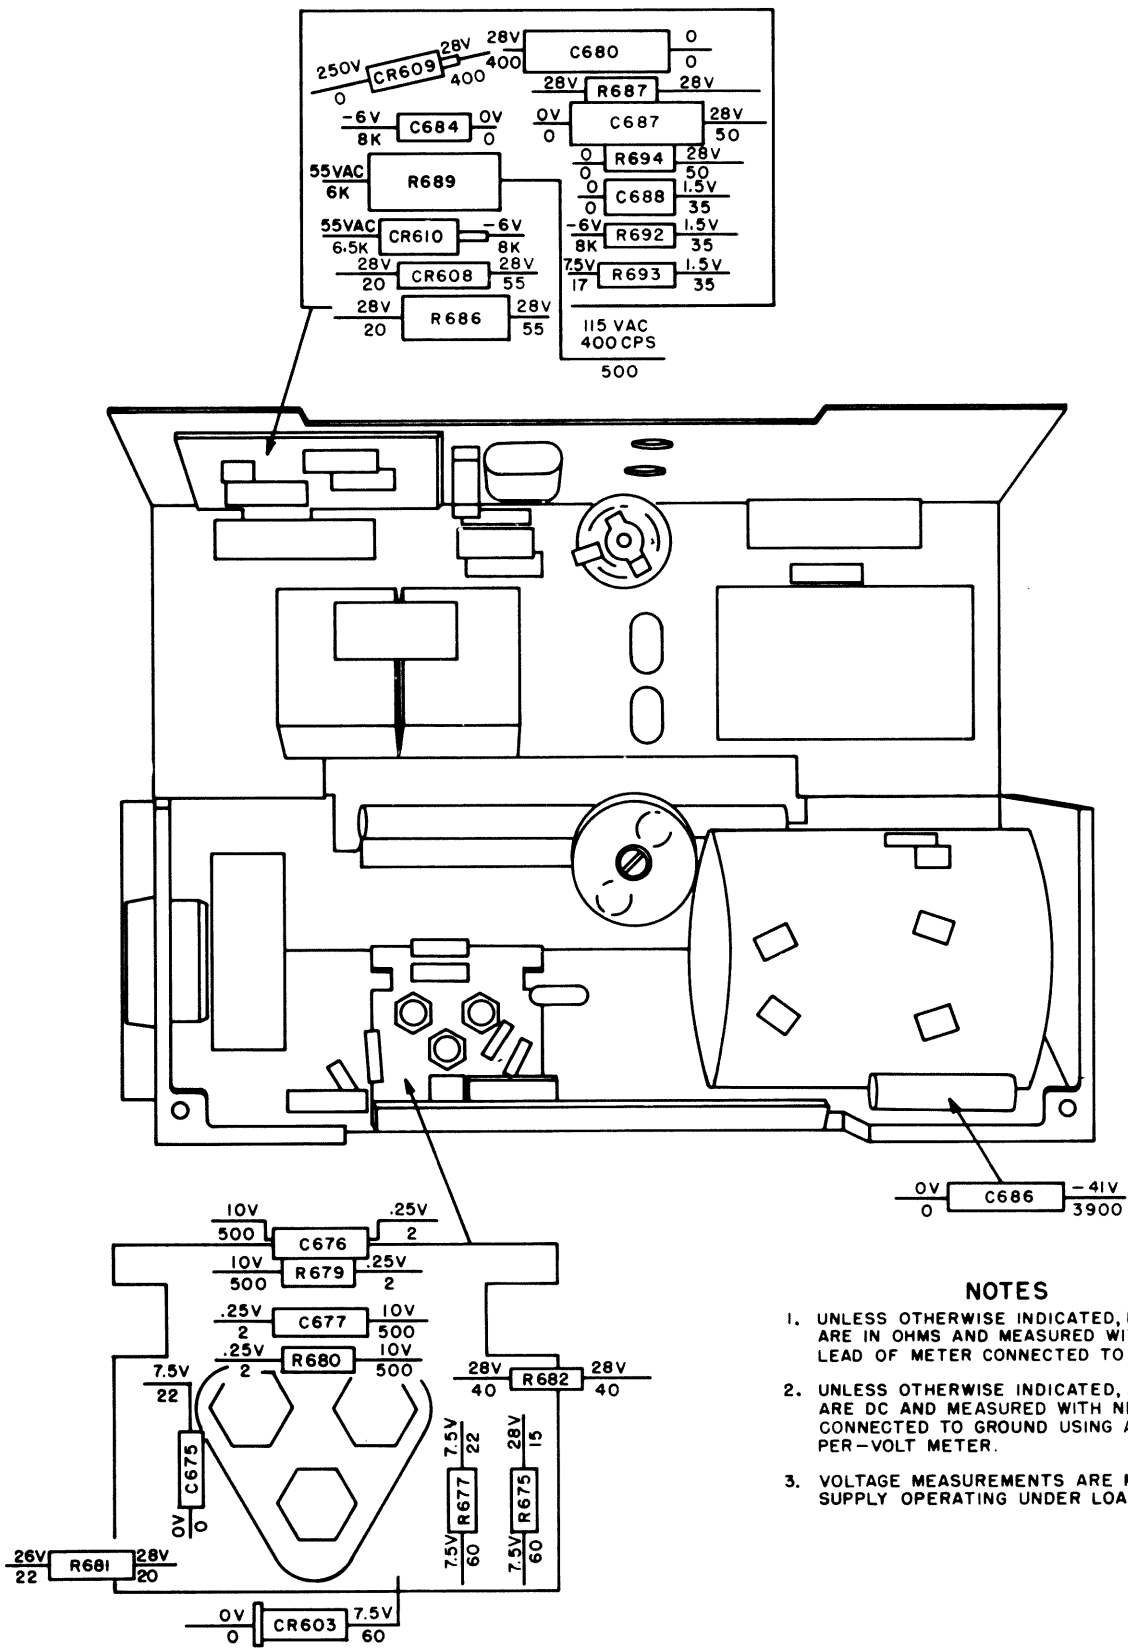 250V CR609 28V
0 400
28V C680 0
400 0
28V R687 28V
-6V C684 0V
8K 0
0V C687 28V
0 50
0 R694 28V
0 50
55VAC R689
6K
0 C688 1.5V
0 35
55VAC CR610 -6V
6.5K 8K
-6V R692 1.5V
8K 35
28V CR608 28V
20 55
7.5V R693 1.5V
17 35
28V R686 28V
20 55
115 VAC
400 CPS
500
0V C686 -41V
0 3900
10V C676 .25V
500 2
10V R679 .25V
500 2
.25V C677 10V
2 500
.25V R680 10V
2 500
7.5V
22
C675
0V
0
28V R682 28V
40 40
7.5V
22
R677
7.5V
60
28V
15
R675
7.5V
60
26V R681 28V
22 20
0V CR603 7.5V
0 60
NOTES
1. UNLESS OTHERWISE INDICATED,
ARE IN OHMS AND MEASURED
LEAD OF METER CONNECTED TO
2. UNLESS OTHERWISE INDICATED,
ARE DC AND MEASURED WITH
CONNECTED TO GROUND USING
PER-VOLT METER.
3. VOLTAGE MEASUREMENTS ARE
SUPPLY OPERATING UNDER